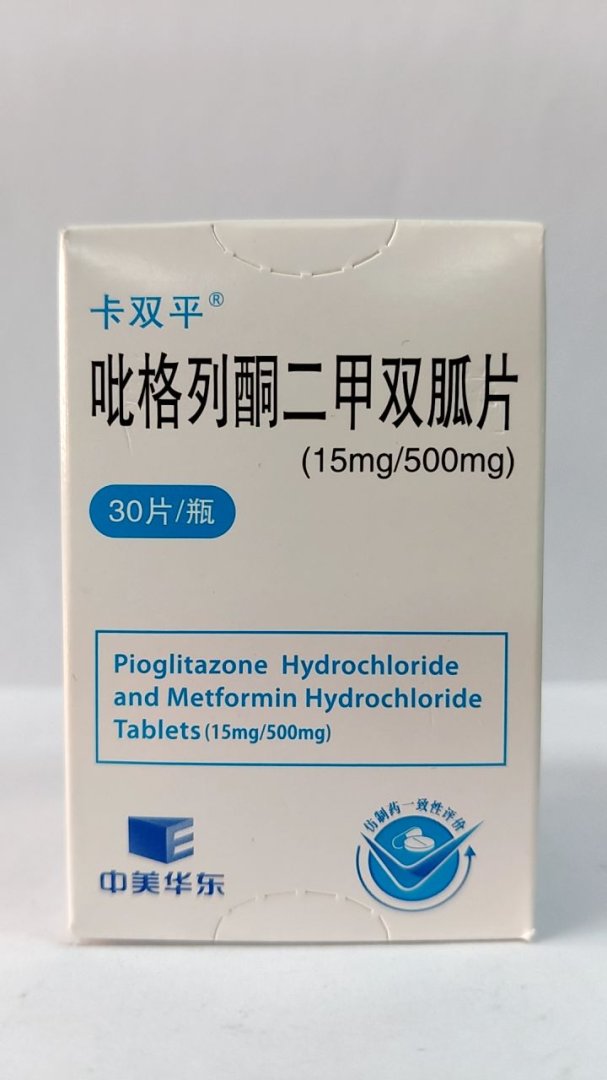 卡双平®
吡格列酮二甲双胍片
(15mg/500mg)
30片/瓶
Pioglitazone Hydrochloride
and Metformin Hydrochloride
Tablets (15mg/500mg)
仿制药一致性评价
中美华东